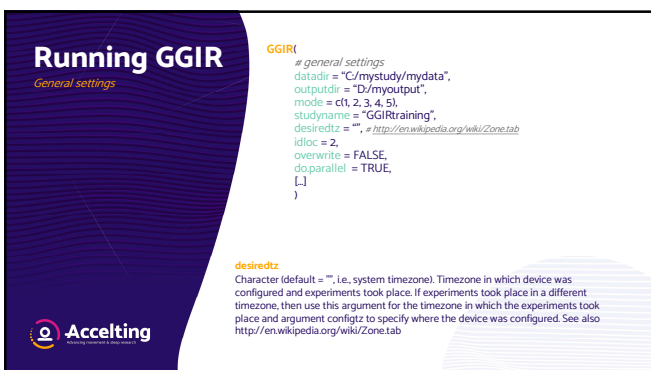 Running GGIR
General settings
GGIR(
# general settings
datadir = “C:/mystudy/mydata”,
outputdir = “D:/myoutput”,
mode = c(1, 2, 3, 4, 5),
studyname = “GGIRtraining”,
desiredtz = “”, # http://en.wikipedia.org/wiki/Zone.tab
idloc = 2,
overwrite = FALSE,
do.parallel = TRUE,
[...]
)
desiredtz
Character (default = "", i.e., system timezone). Timezone in which device was
configured and experiments took place. If experiments took place in a different
timezone, then use this argument for the timezone in which the experiments took
place and argument configtz to specify where the device was configured. See also
http://en.wikipedia.org/wiki/Zone.tab
Accelting
Advancing movement & sleep research